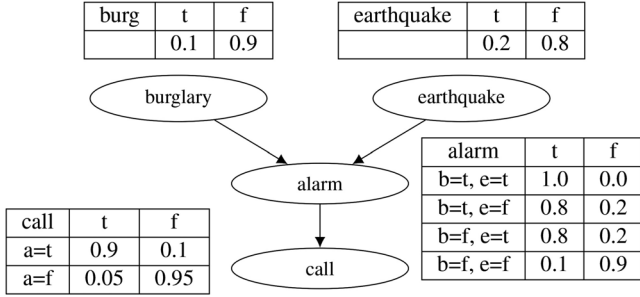 burg t f
0.1 0.9
earthquake t f
0.2 0.8
burglary
earthquake
alarm
call
alarm t f
b=t, e=t 1.0 0.0
b=t, e=f 0.8 0.2
b=f, e=t 0.8 0.2
b=f, e=f 0.1 0.9
call t f
a=t 0.9 0.1
a=f 0.05 0.95